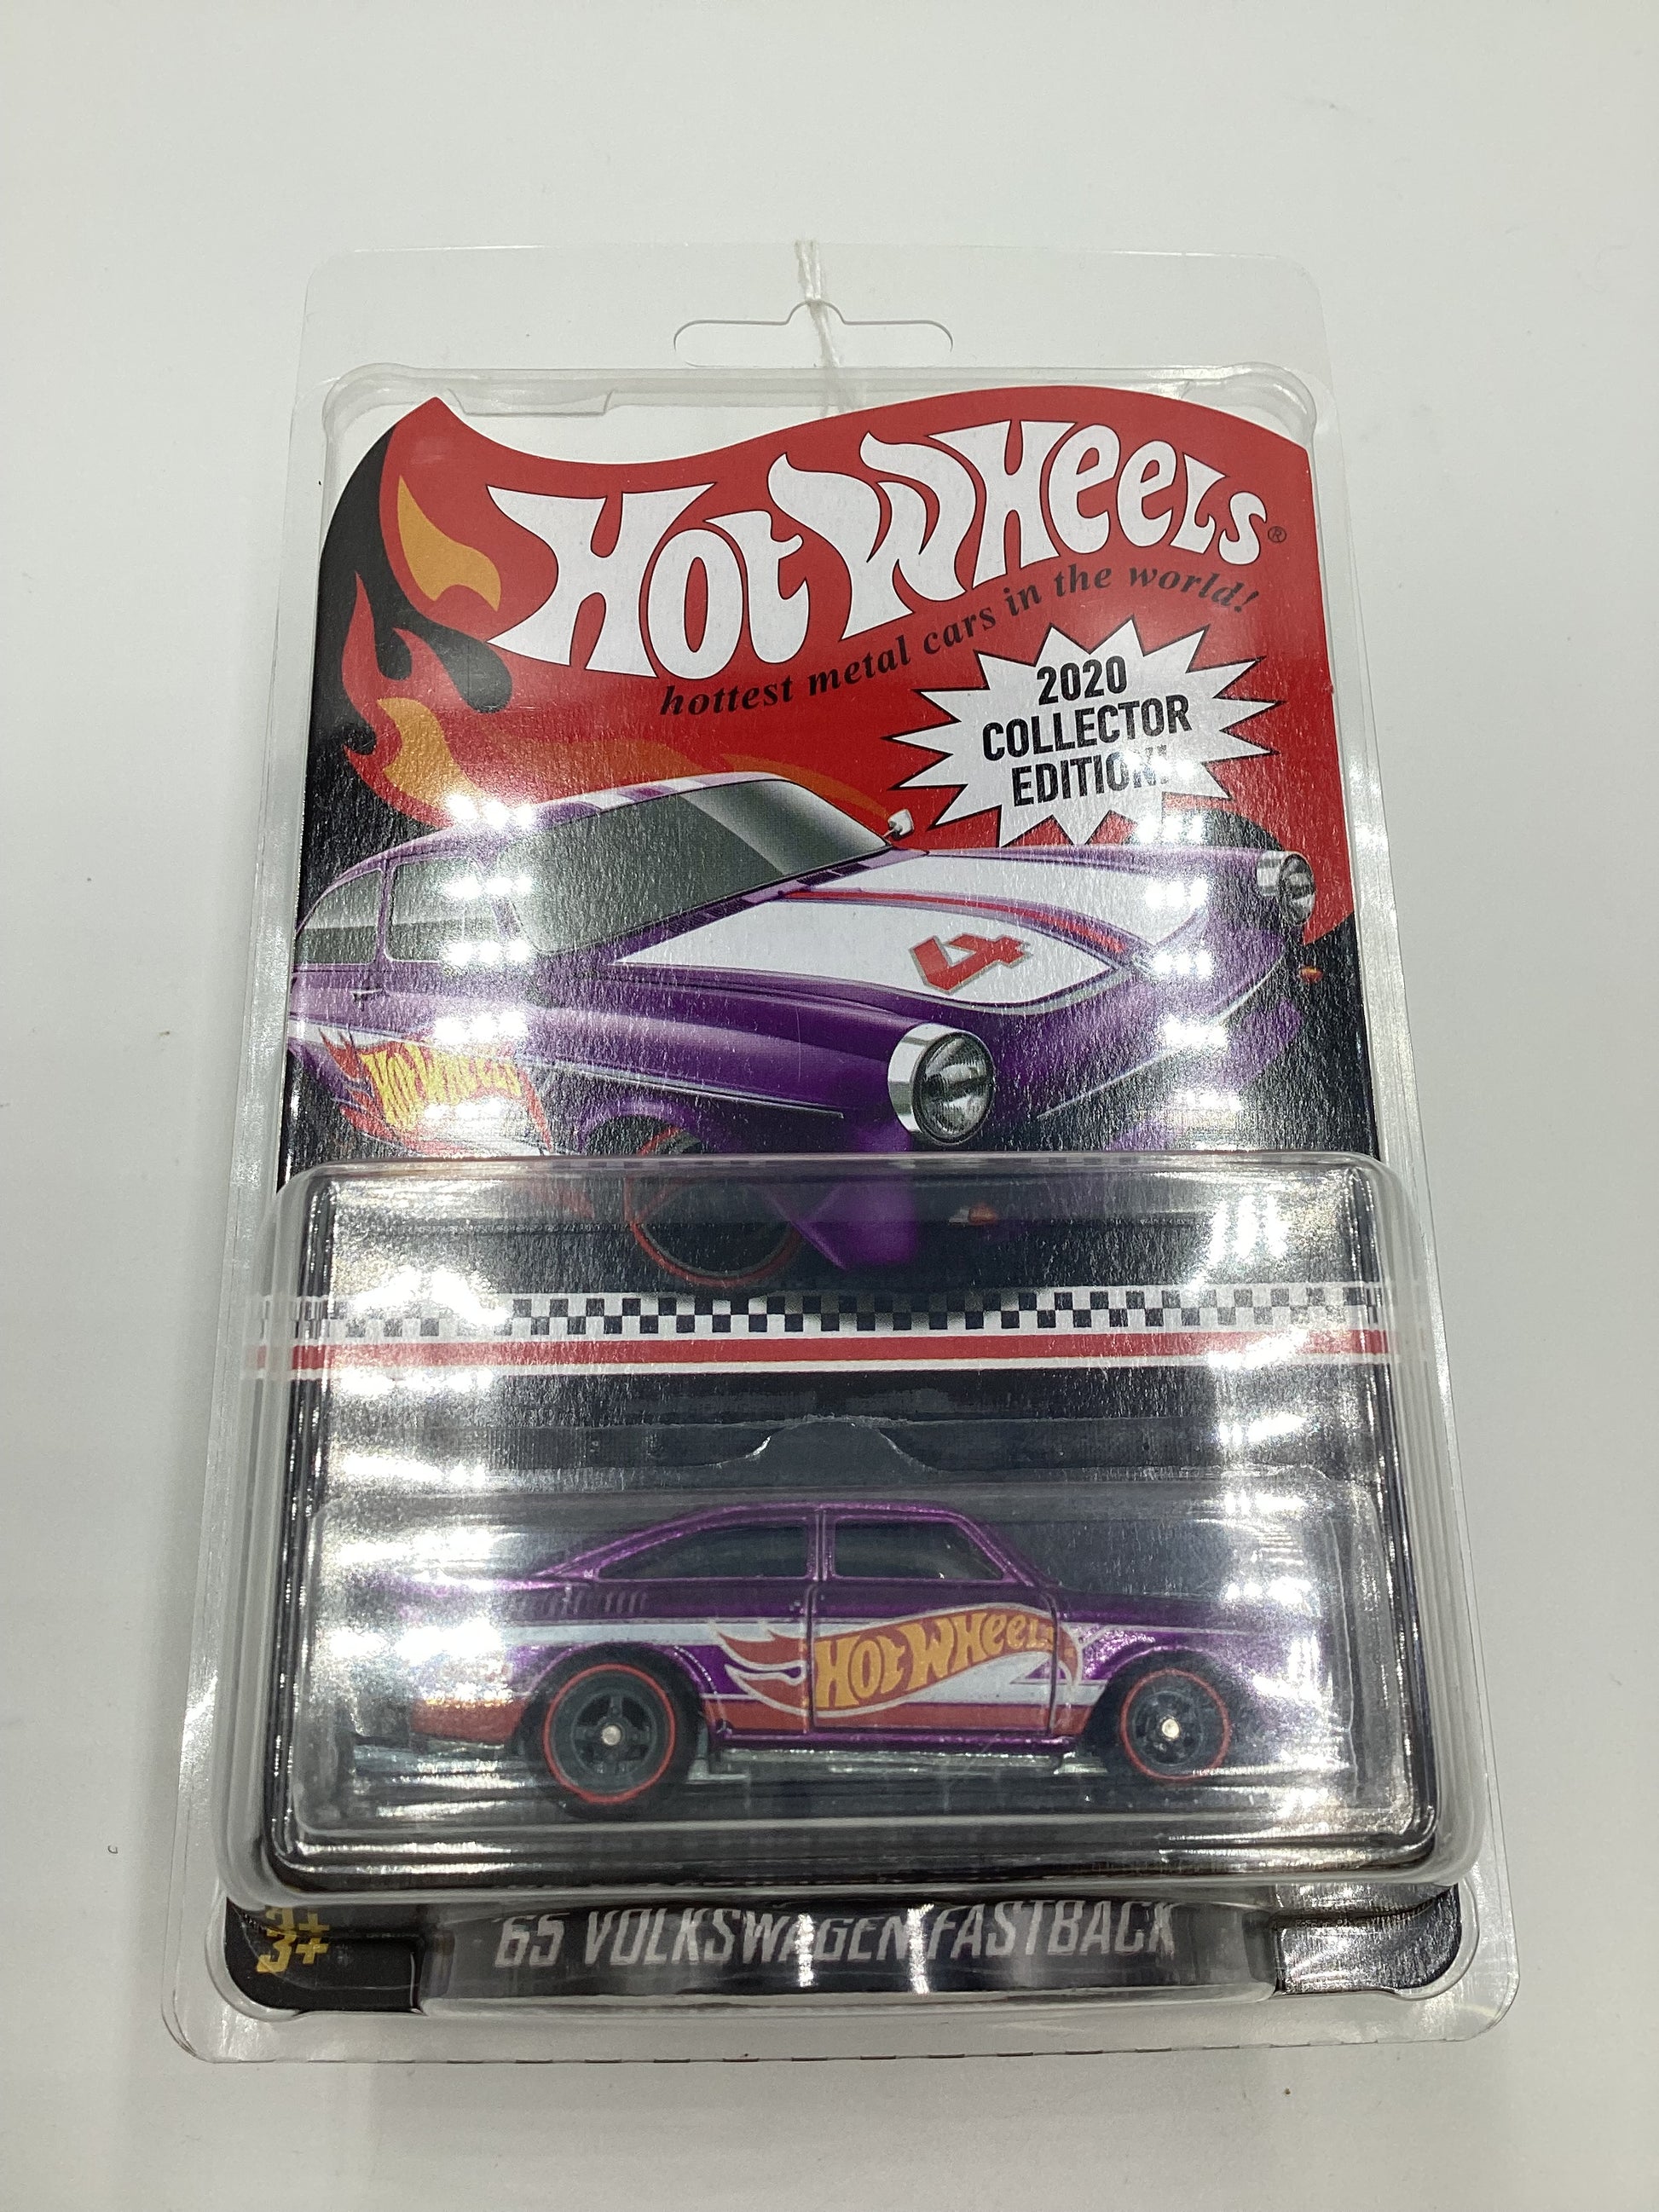 HOT WHEELS®
hottest metal cars in the world!
2020
COLLECTOR
EDITION!
4
HOT WHEELS
HOT WHEELS
3+
'65 VOLKSWAGEN FASTBACK